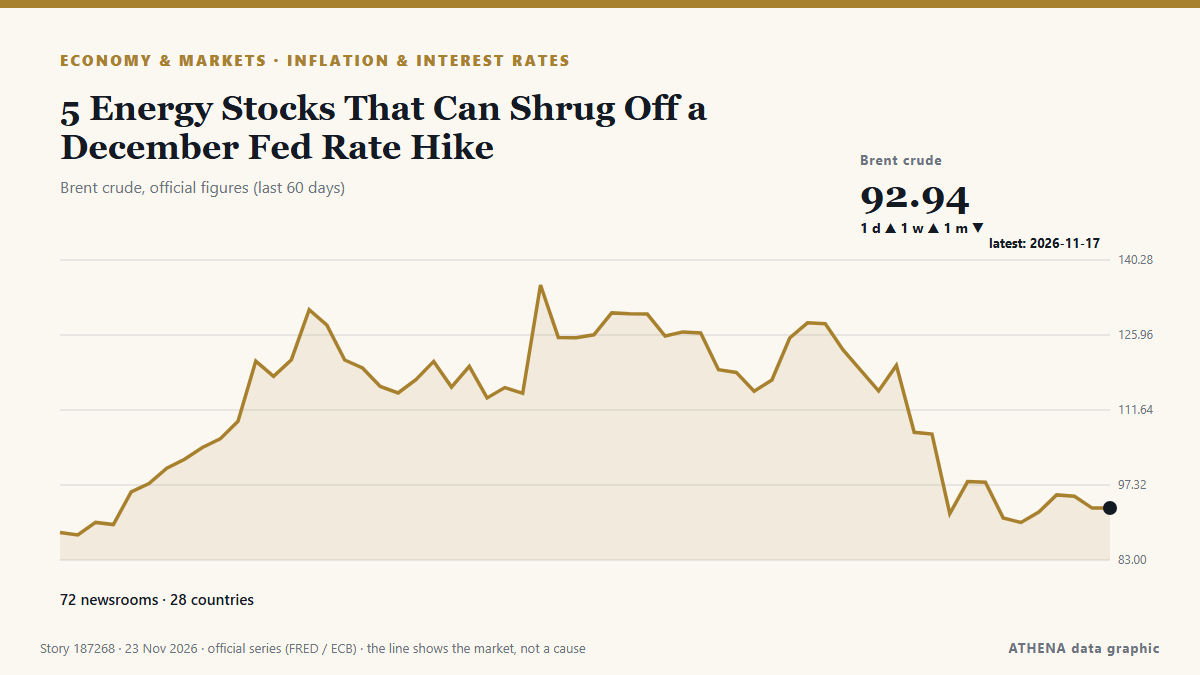 ECONOMY & MARKETS · INFLATION & INTEREST RATES
5 Energy Stocks That Can Shrug Off a
December Fed Rate Hike
Brent crude, official figures (last 60 days)
Brent crude
92.94
1 d ▲ 1 w ▲ 1 m ▼
latest: 2026-11-17
140.28
125.96
111.64
97.32
83.00
72 newsrooms · 28 countries
Story 187268 · 23 Nov 2026 · official series (FRED / ECB) · the line shows the market, not a cause
ATHENA data graphic